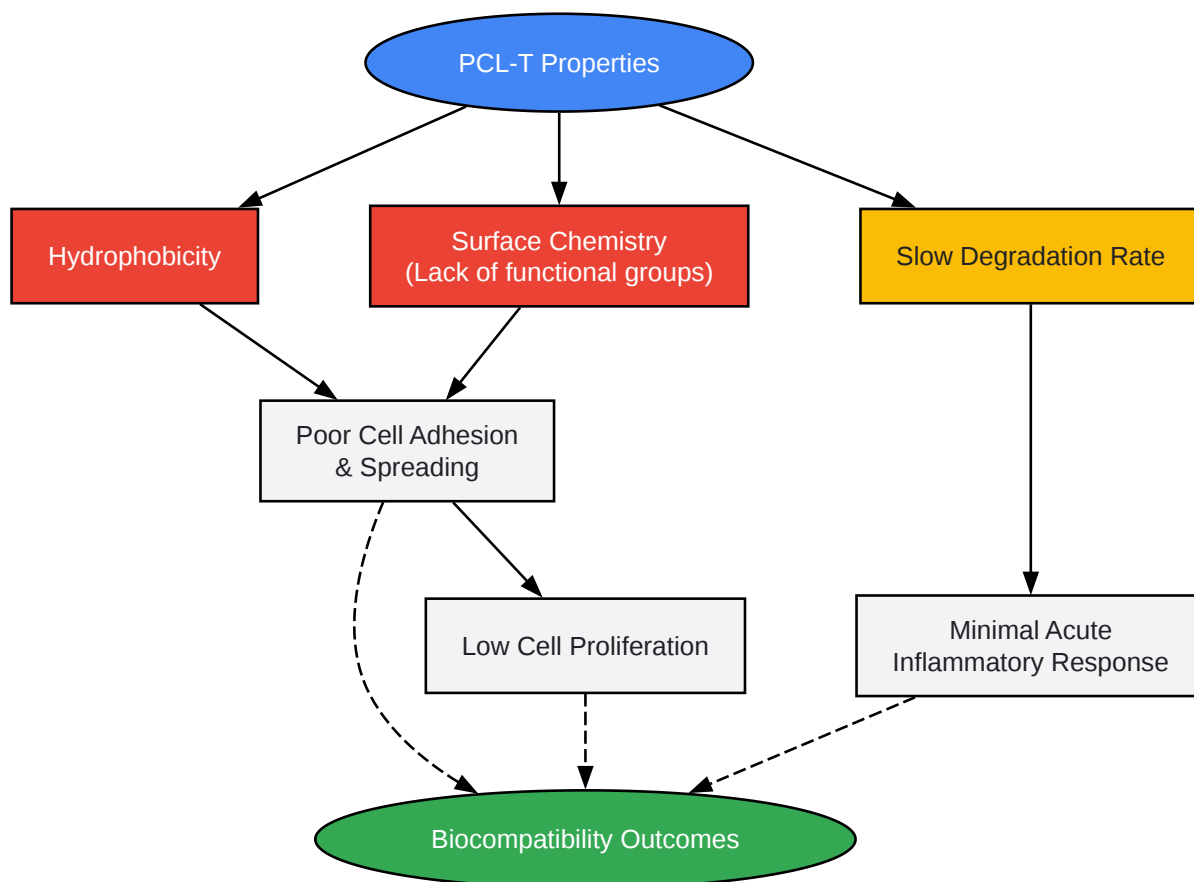 PCL-T Properties
Hydrophobicity
Surface Chemistry
(Lack of functional groups)
Slow Degradation Rate
Poor Cell Adhesion
& Spreading
Low Cell Proliferation
Minimal Acute
Inflammatory Response
Biocompatibility Outcomes